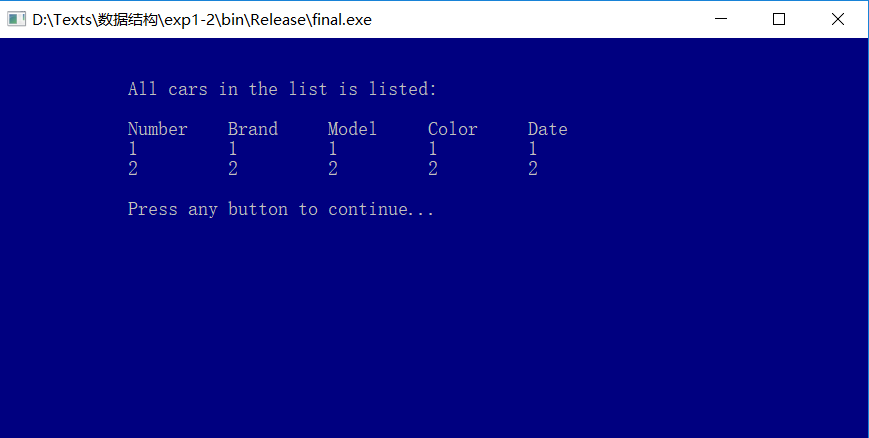 D:\Texts\数据结构\exp1-2\bin\Release\final.exe
All cars in the list is listed:
Number Brand Model Color Date
1 1 1 1 1
2 2 2 2 2
Press any button to continue...